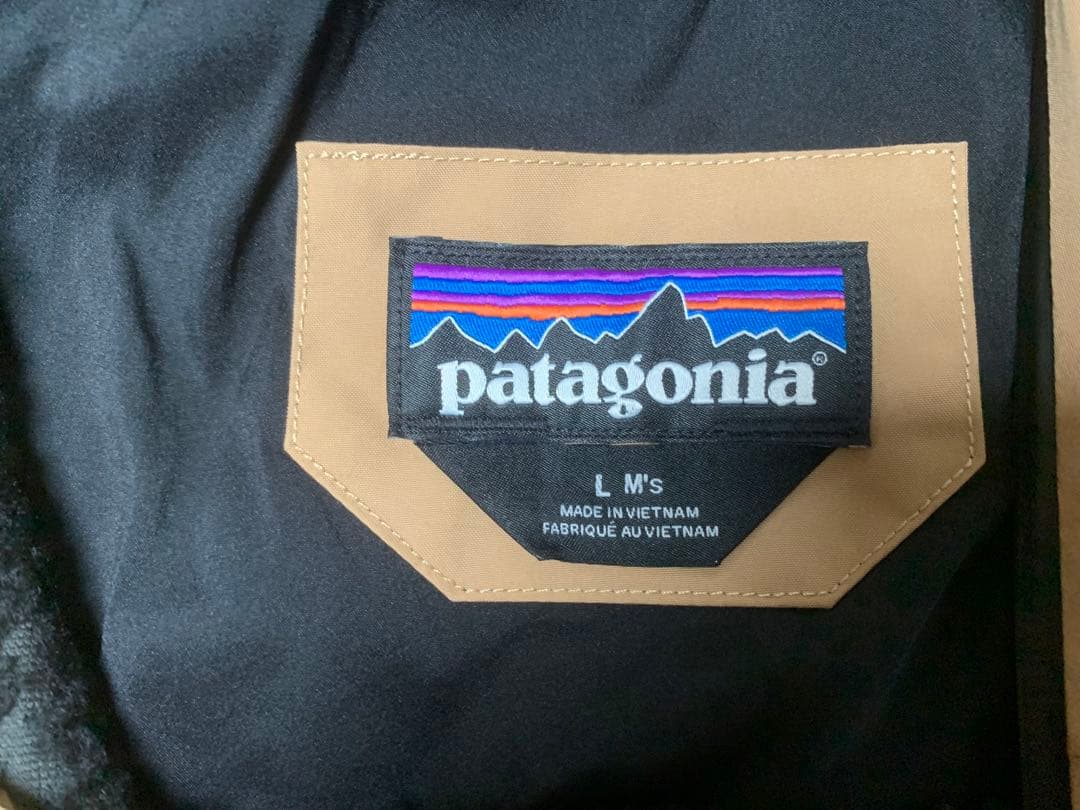 patagonia®
L M's
MADE IN VIETNAM
FABRIQUÉ AU VIETNAM